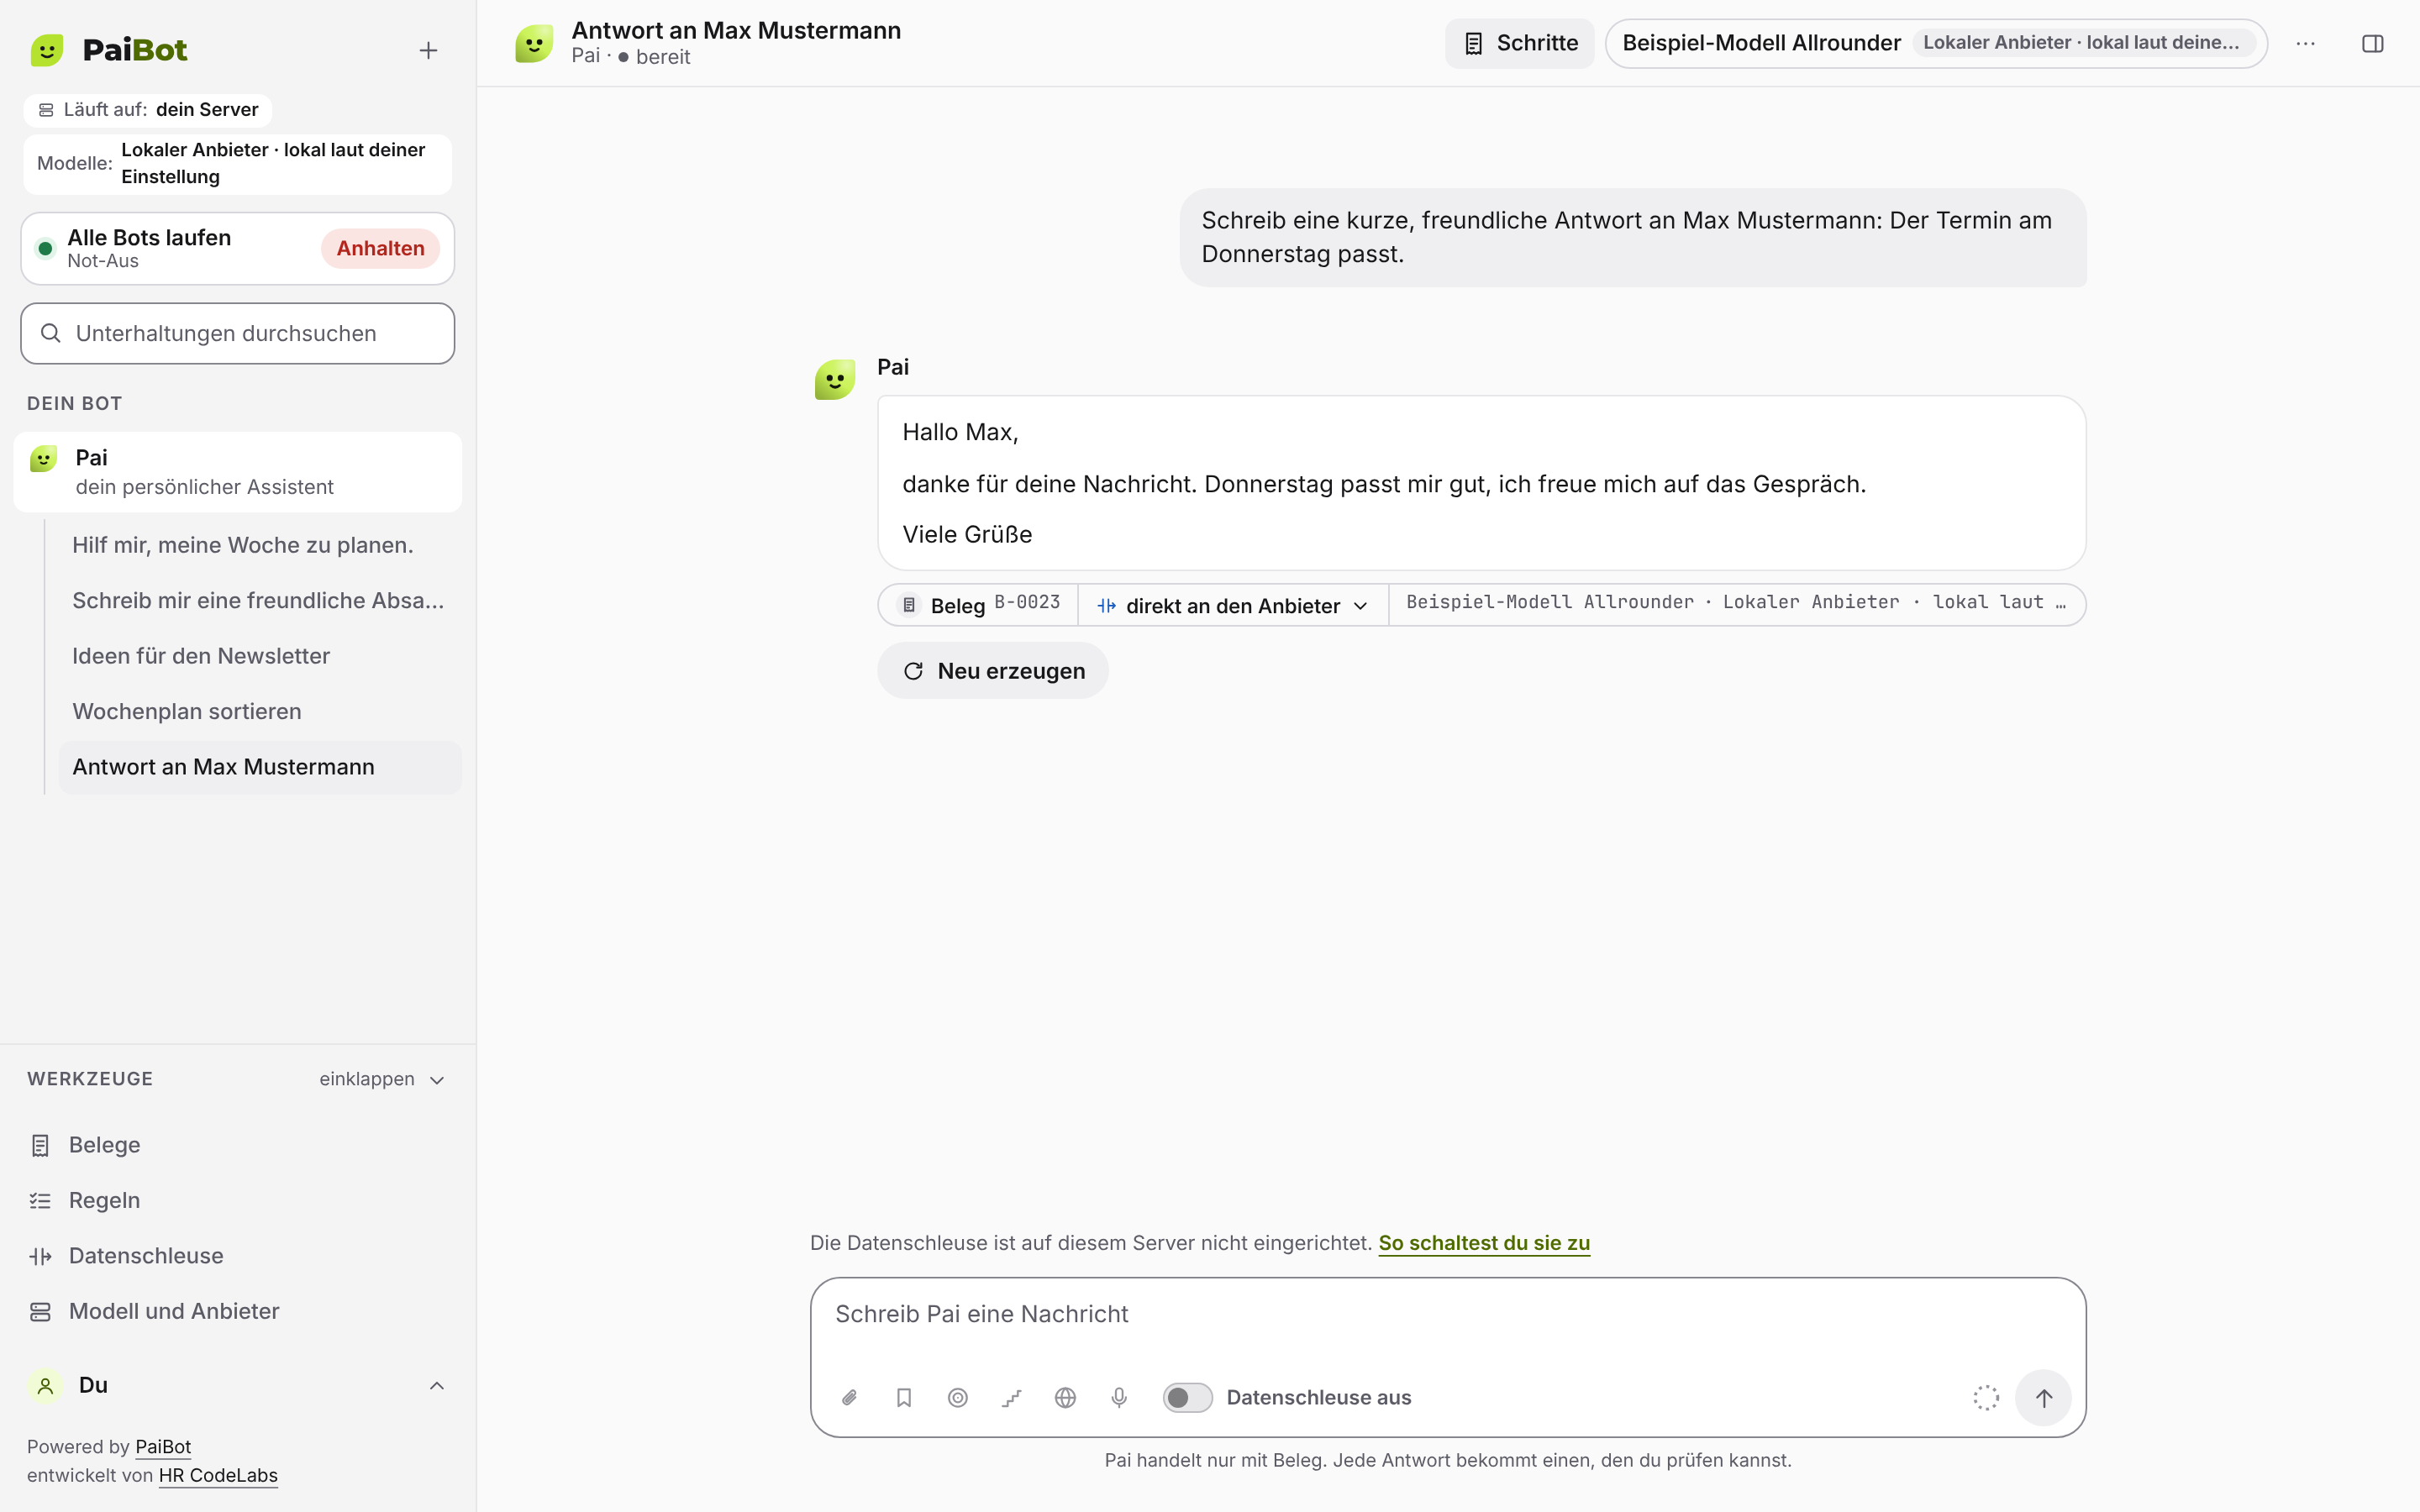 PaiBot
Läuft auf: dein Server
Modelle: Lokaler Anbieter · lokal laut deiner
Einstellung
Alle Bots laufen
Not-Aus
Anhalten
Unterhaltungen durchsuchen
DEIN BOT
Pai
dein persönlicher Assistent
Hilf mir, meine Woche zu planen.
Schreib mir eine freundliche Absa...
Ideen für den Newsletter
Wochenplan sortieren
Antwort an Max Mustermann
WERKZEUGE einklappen
Belege
Regeln
Datenschleuse
Modell und Anbieter
Du
Powered by PaiBot
entwickelt von HR CodeLabs
Antwort an Max Mustermann
Pai · ● bereit
Schritte
Beispiel-Modell Allrounder Lokaler Anbieter · lokal laut deine...
Schreib eine kurze, freundliche Antwort an Max Mustermann: Der Termin am
Donnerstag passt.
Pai
Hallo Max,
danke für deine Nachricht. Donnerstag passt mir gut, ich freue mich auf das Gespräch.
Viele Grüße
Beleg B-0023 direkt an den Anbieter Beispiel-Modell Allrounder · Lokaler Anbieter · lokal laut …
Neu erzeugen
Die Datenschleuse ist auf diesem Server nicht eingerichtet. So schaltest du sie zu
Schreib Pai eine Nachricht
Datenschleuse aus
Pai handelt nur mit Beleg. Jede Antwort bekommt einen, den du prüfen kannst.